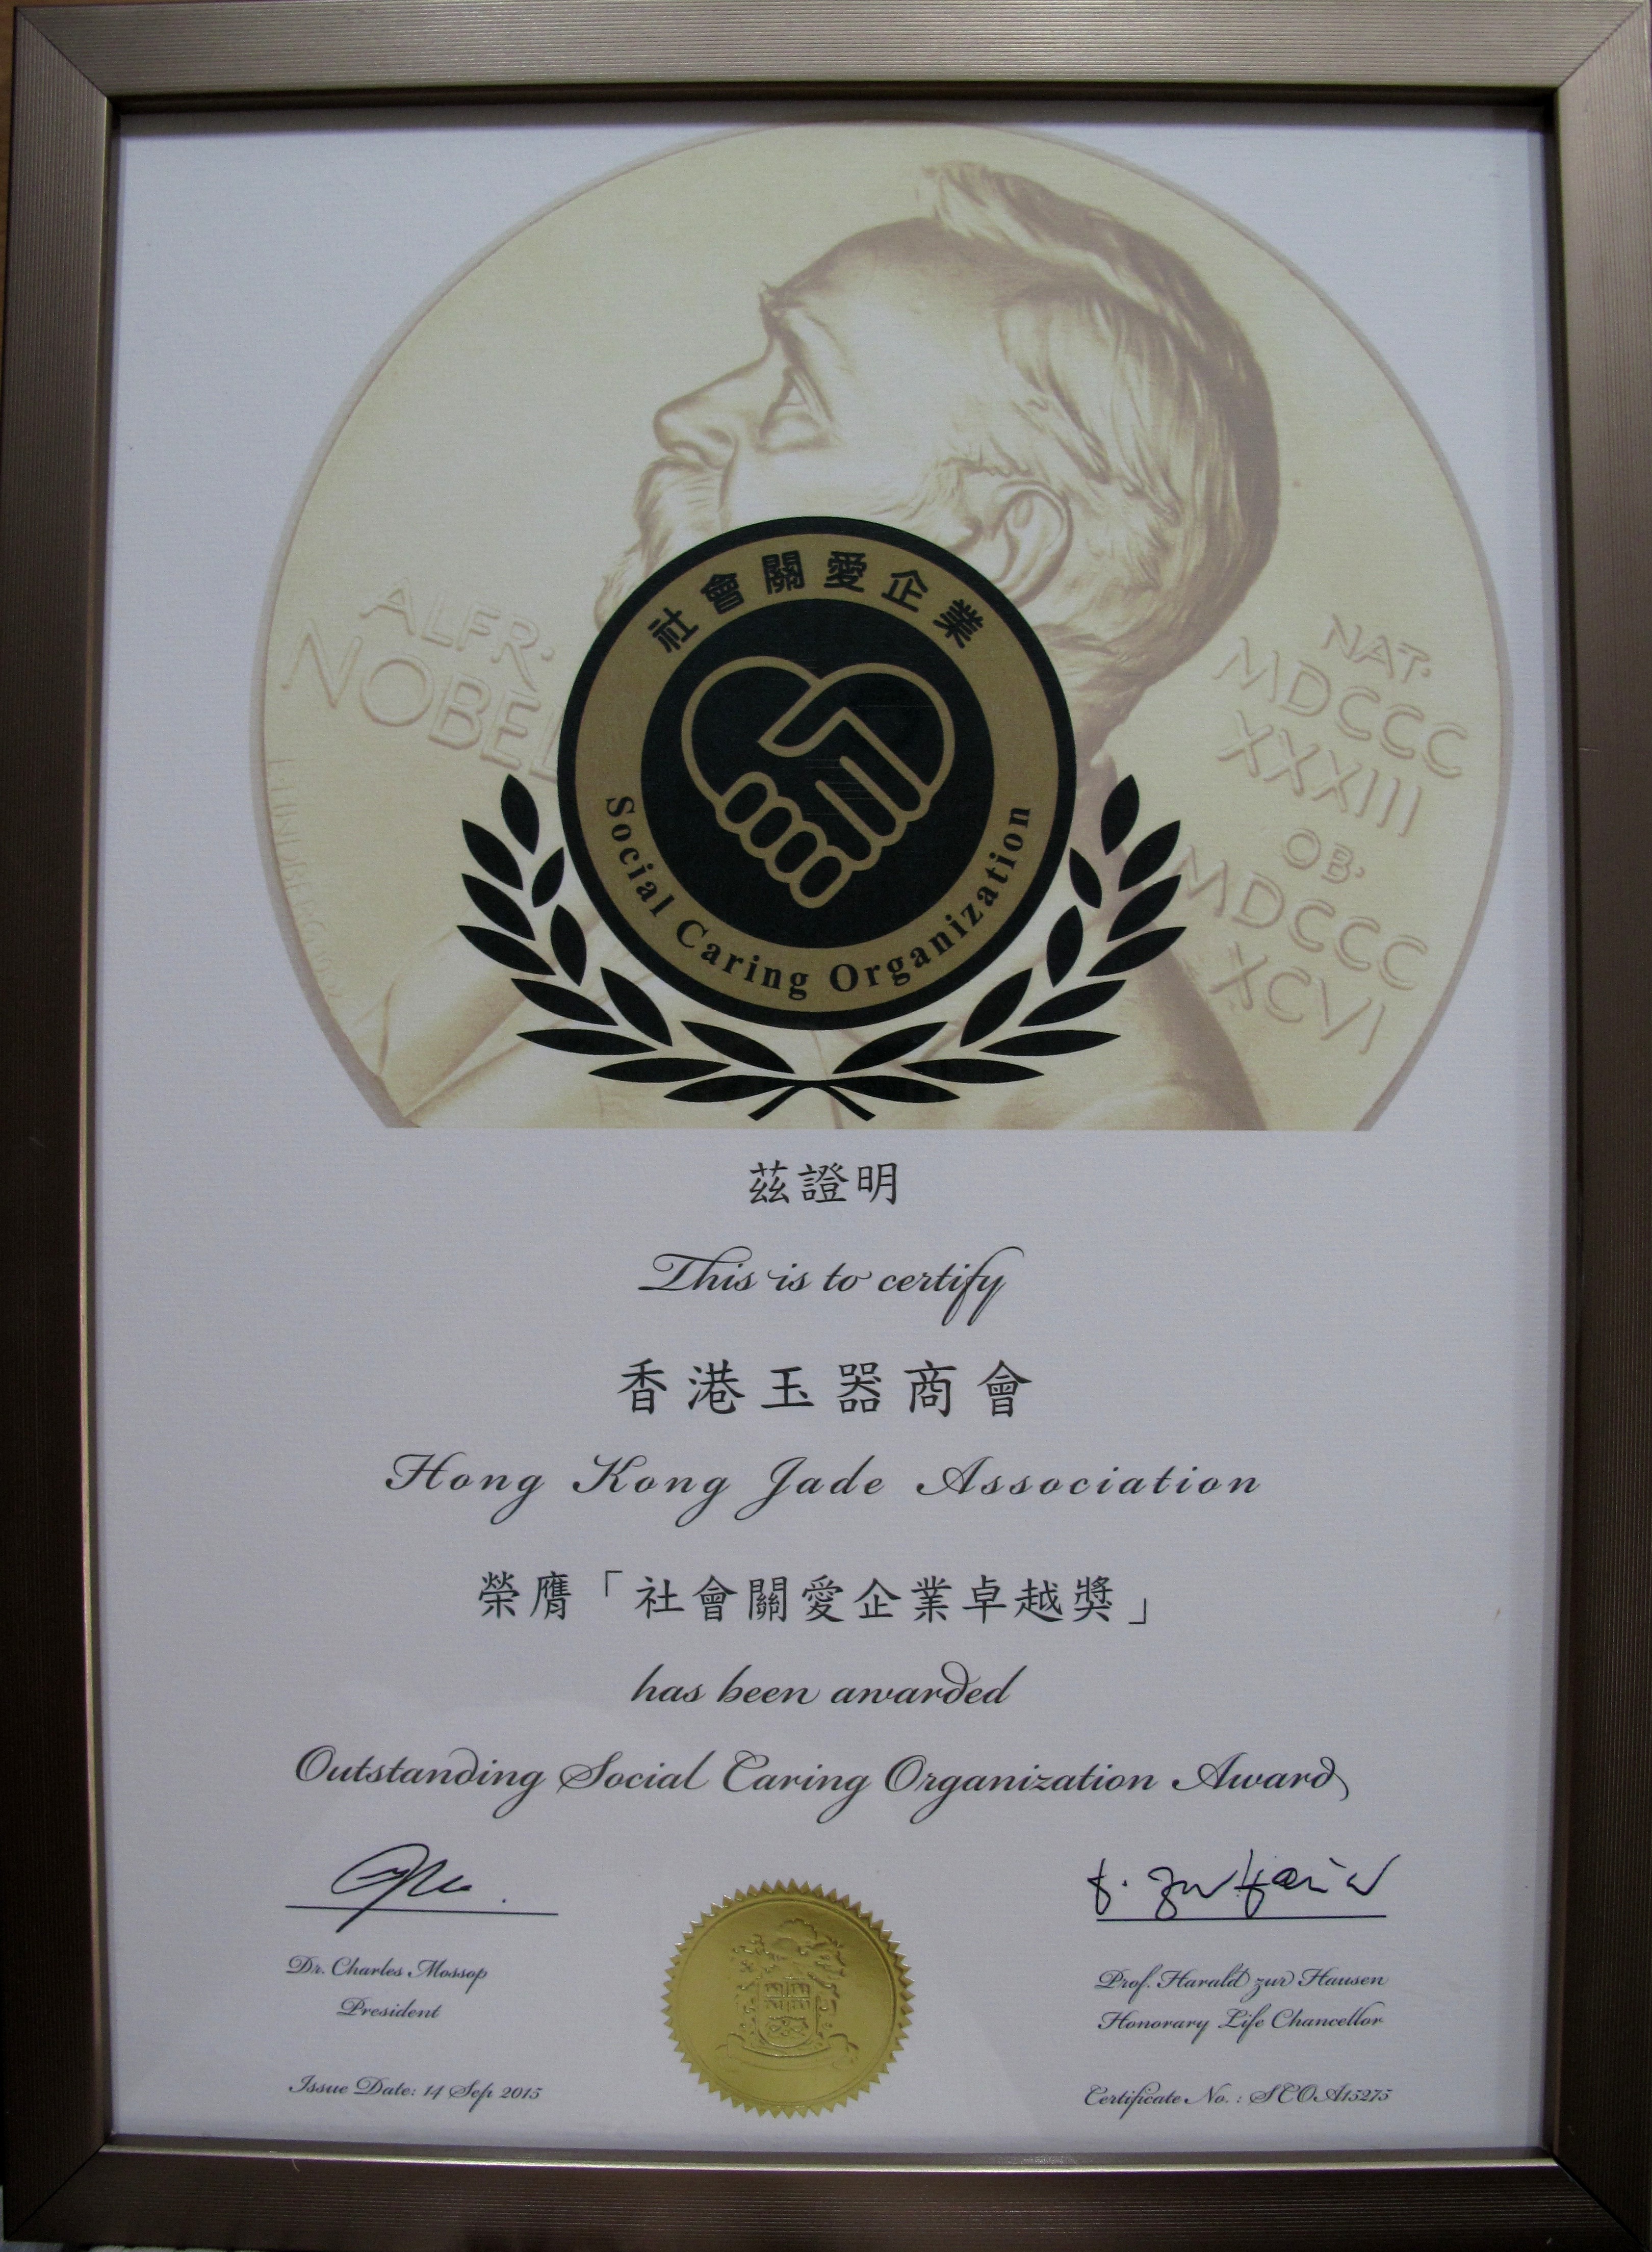 ALFR·
NOBEL
NAT·
MDCCC
XXXIII
OB·
MDCCC
XCVI
社會關愛企業
Social Caring Organization
茲證明
This is to certify
香港玉器商會
Hong Kong Jade Association
榮膺「社會關愛企業卓越獎」
has been awarded
Outstanding Social Caring Organization Award
Dr. Charles Mossop
President
Prof. Harald zur Hausen
Honorary Life Chancellor
Issue Date: 14 Sep 2015
Certificate No. : SCOA15275